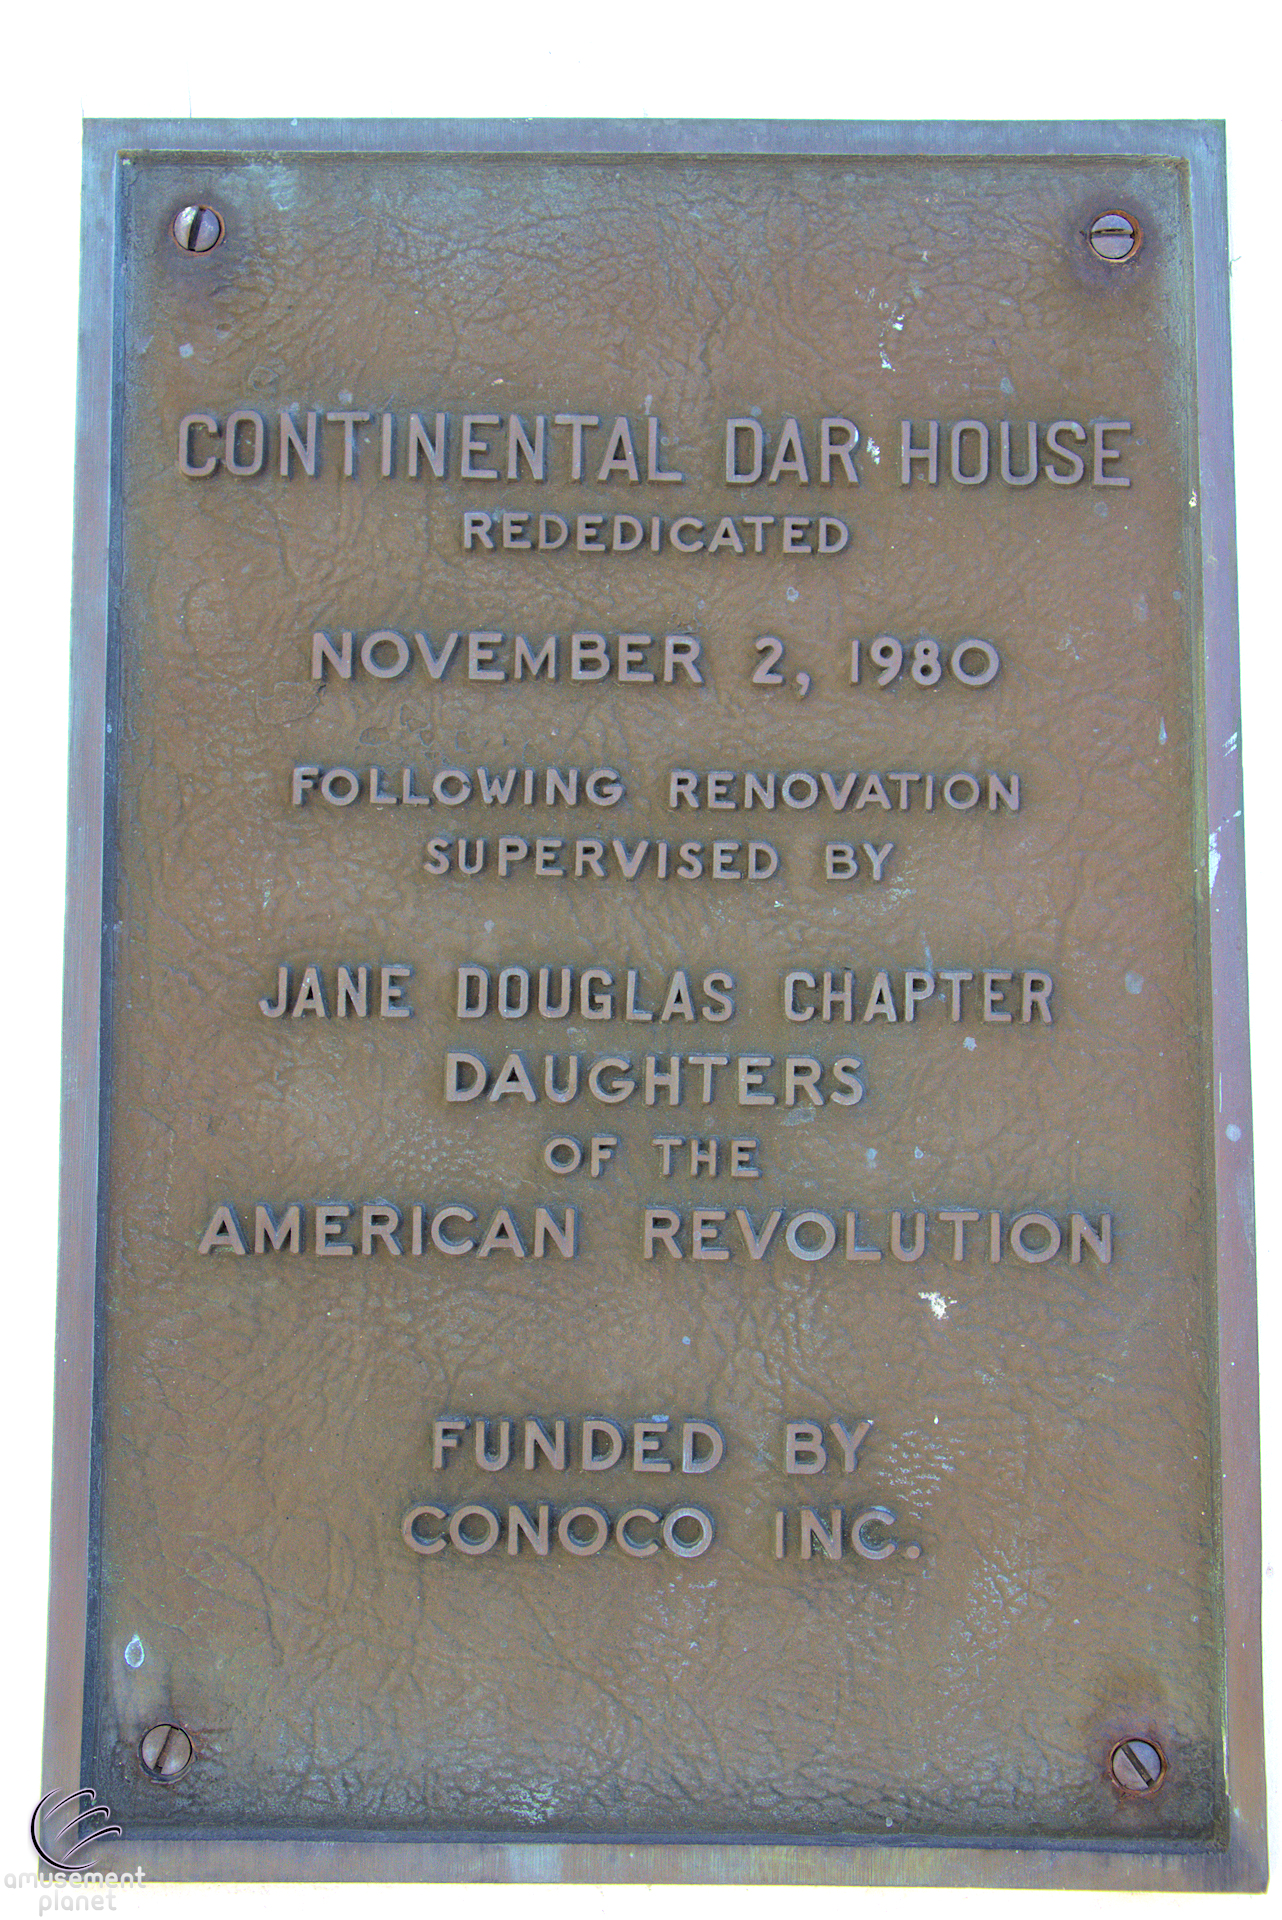 CONTINENTAL DAR HOUSE
REDEDICATED
NOVEMBER 2, 1980
FOLLOWING RENOVATION
SUPERVISED BY
JANE DOUGLAS CHAPTER
DAUGHTERS
OF THE
AMERICAN REVOLUTION
FUNDED BY
CONOCO INC.
amusement
planet